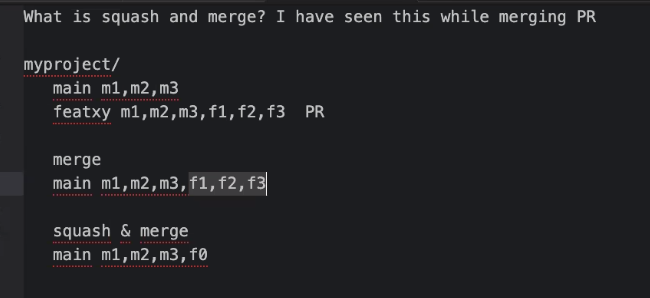 What is squash and merge? I have seen this while merging PR
myproject/
main m1,m2,m3
featxy m1,m2,m3,f1,f2,f3 PR
merge
main m1,m2,m3,f1,f2,f3
squash & merge
main m1,m2,m3,f0